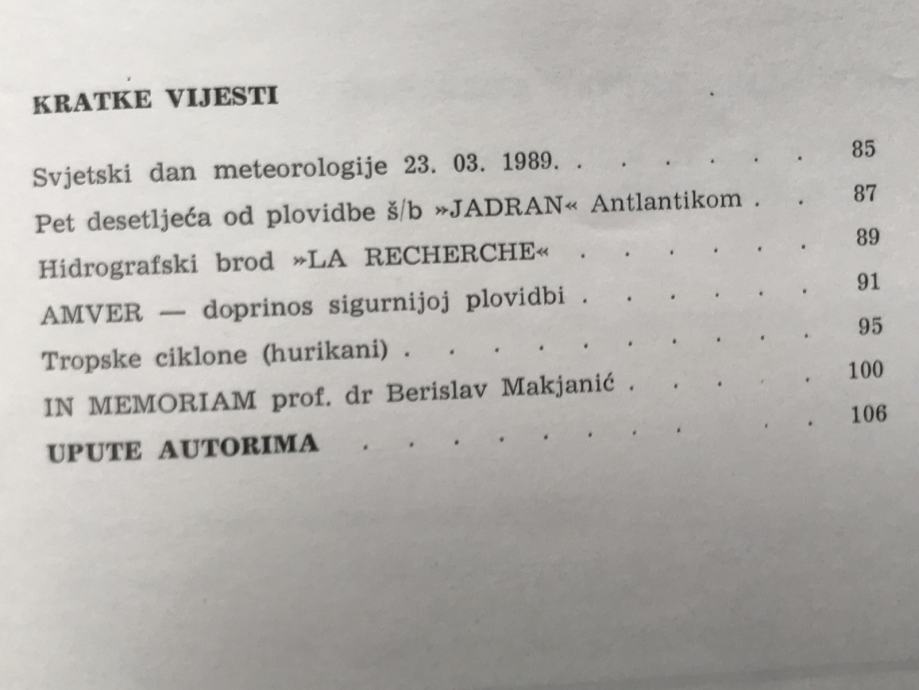 KRATKE VIJESTI
Svjetski dan meteorologije 23. 03. 1989. . . . . . . 85
Pet desetljeća od plovidbe š/b »JADRAN« Antlantikom . . 87
Hidrografski brod »LA RECHERCHE« . . . . . . 89
AMVER — doprinos sigurnijoj plovidbi . . . . . . 91
Tropske ciklone (hurikani) . . . . . . . . . . 95
IN MEMORIAM prof. dr Berislav Makjanić . . . . . 100
UPUTE AUTORIMA . . . . . . . . . . 106